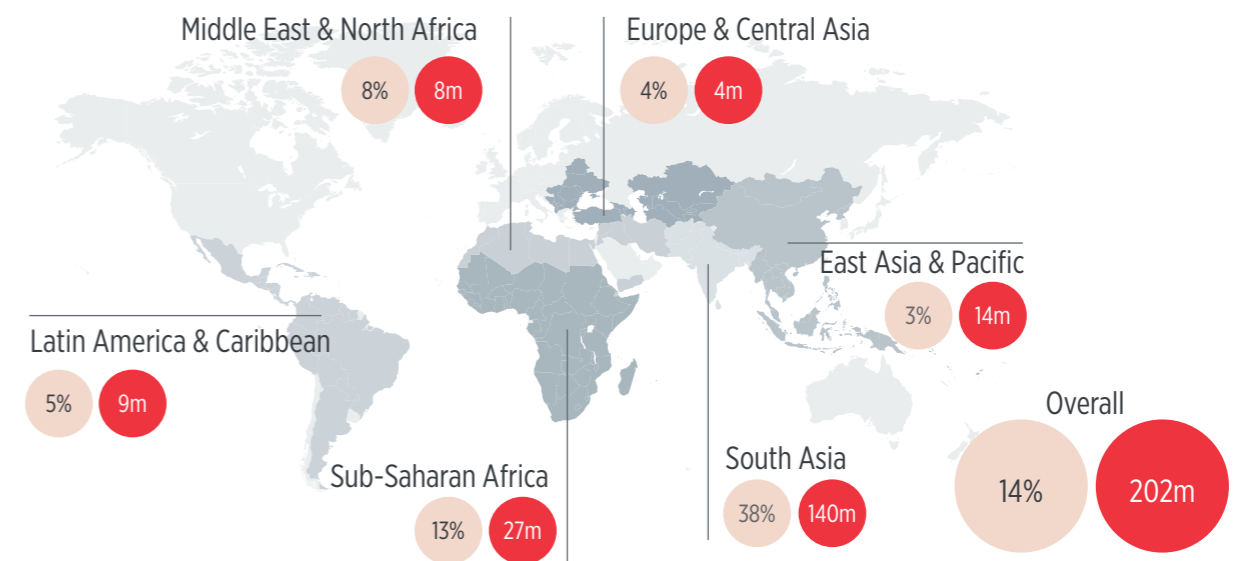 Middle East & North Africa
8% 8m
Europe & Central Asia
4% 4m
East Asia & Pacific
3% 14m
Latin America & Caribbean
5% 9m
Sub-Saharan Africa
13% 27m
South Asia
38% 140m
Overall
14% 202m